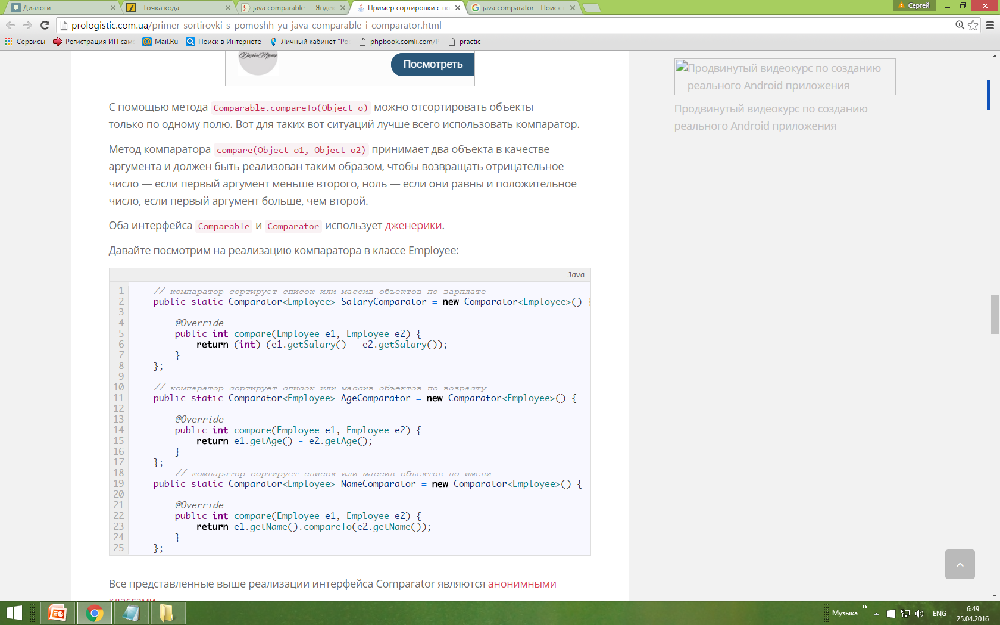 Диалоги
- Точка кода
java comparable — Яндек
Пример сортировки с по
java comparator - Поиск
Сергей
prologistic.com.ua/primer-sortirovki-s-pomoshh-yu-java-comparable-i-comparator.html
Сервисы
Регистрация ИП сам
Mail.Ru
Поиск в Интернете
Личный кабинет "Ро
phpbook.comli.com/P
practic
Посмотреть
Продвинутый видеокурс по созданию
реального Android приложения
Продвинутый видеокурс по созданию
реального Android приложения
С помощью метода Comparable.compareTo(Object o) можно отсортировать объекты
только по одному полю. Вот для таких вот ситуаций лучше всего использовать компаратор.
Метод компаратора compare(Object o1, Object o2) принимает два объекта в качестве
аргумента и должен быть реализован таким образом, чтобы возвращать отрицательное
число — если первый аргумент меньше второго, ноль — если они равны и положительное
число, если первый аргумент больше, чем второй.
Оба интерфейса Comparable и Comparator использует дженерики.
Давайте посмотрим на реализацию компаратора в классе Employee:
Java
1 // компаратор сортирует список или массив объектов по зарплате
2 public static Comparator<Employee> SalaryComparator = new Comparator<Employee>() {
3
4 @Override
5 public int compare(Employee e1, Employee e2) {
6 return (int) (e1.getSalary() - e2.getSalary());
7 }
8 };
9
10 // компаратор сортирует список или массив объектов по возрасту
11 public static Comparator<Employee> AgeComparator = new Comparator<Employee>() {
12
13 @Override
14 public int compare(Employee e1, Employee e2) {
15 return e1.getAge() - e2.getAge();
16 }
17 };
18 // компаратор сортирует список или массив объектов по имени
19 public static Comparator<Employee> NameComparator = new Comparator<Employee>() {
20
21 @Override
22 public int compare(Employee e1, Employee e2) {
23 return e1.getName().compareTo(e2.getName());
24 }
25 };
Все представленные выше реализации интерфейса Comparator являются анонимными
классами.
Музыка
ENG
6:49
25.04.2016